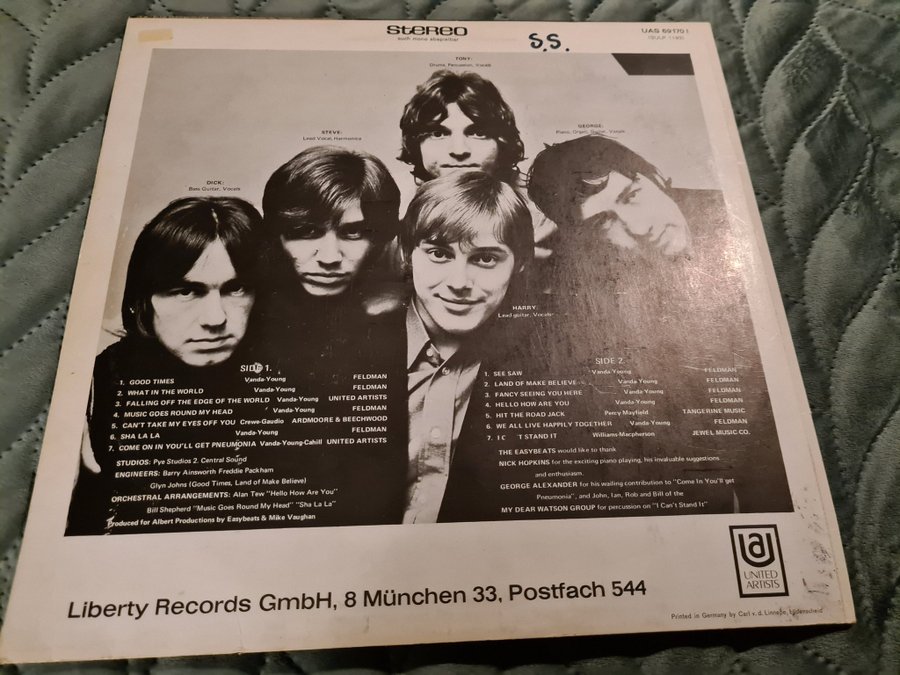 stereo
auch mono abspielbar
S.S.
UAS 69170 I
TONY:
Drums, Percussion, Vocals
STEVE:
Lead Vocal, Harmonica
GEORGE:
Piano, Organ, Guitar, Vocals
DICK:
Bass Guitar, Vocals
HARRY:
Lead guitar, Vocals
SIDE 1.
1. GOOD TIMES Vanda-Young FELDMAN
2. WHAT IN THE WORLD Vanda-Young FELDMAN
3. FALLING OFF THE EDGE OF THE WORLD Vanda-Young UNITED ARTISTS
4. MUSIC GOES ROUND MY HEAD Vanda-Young FELDMAN
5. CAN'T TAKE MY EYES OFF YOU Crewe-Gaudio ARDMOORE & BEECHWOOD
6. SHA LA LA Vanda-Young FELDMAN
7. COME ON IN YOU'LL GET PNEUMONIA Vanda-Young-Cahill UNITED ARTISTS
STUDIOS: Pye Studios 2. Central Sound
ENGINEERS: Barry Ainsworth Freddie Packham
Glyn Johns (Good Times, Land of Make Believe)
ORCHESTRAL ARRANGEMENTS: Alan Tew "Hello How Are You"
Bill Shepherd "Music Goes Round My Head" "Sha La La"
Produced for Albert Productions by Easybeats & Mike Vaughan
SIDE 2.
1. SEE SAW Vanda-Young FELDMAN
2. LAND OF MAKE BELIEVE Vanda-Young FELDMAN
3. FANCY SEEING YOU HERE Vanda-Young FELDMAN
4. HELLO HOW ARE YOU Vanda-Young FELDMAN
5. HIT THE ROAD JACK Percy Mayfield TANGERINE MUSIC
6. WE ALL LIVE HAPPILY TOGETHER Vanda-Young FELDMAN
7. I C T STAND IT Williams-Macpherson JEWEL MUSIC CO.
THE EASYBEATS would like to thank
NICK HOPKINS for the exciting piano playing, his invaluable suggestions
and enthusiasm.
GEORGE ALEXANDER for his wailing contribution to "Come In You'll get
Pneumonia", and John, Ian, Rob and Bill of the
MY DEAR WATSON GROUP for percussion on "I Can't Stand It"
UA
UNITED
ARTISTS
Liberty Records GmbH, 8 München 33, Postfach 544
Printed in Germany by Carl v. d. Linnepe, Lüdenscheid